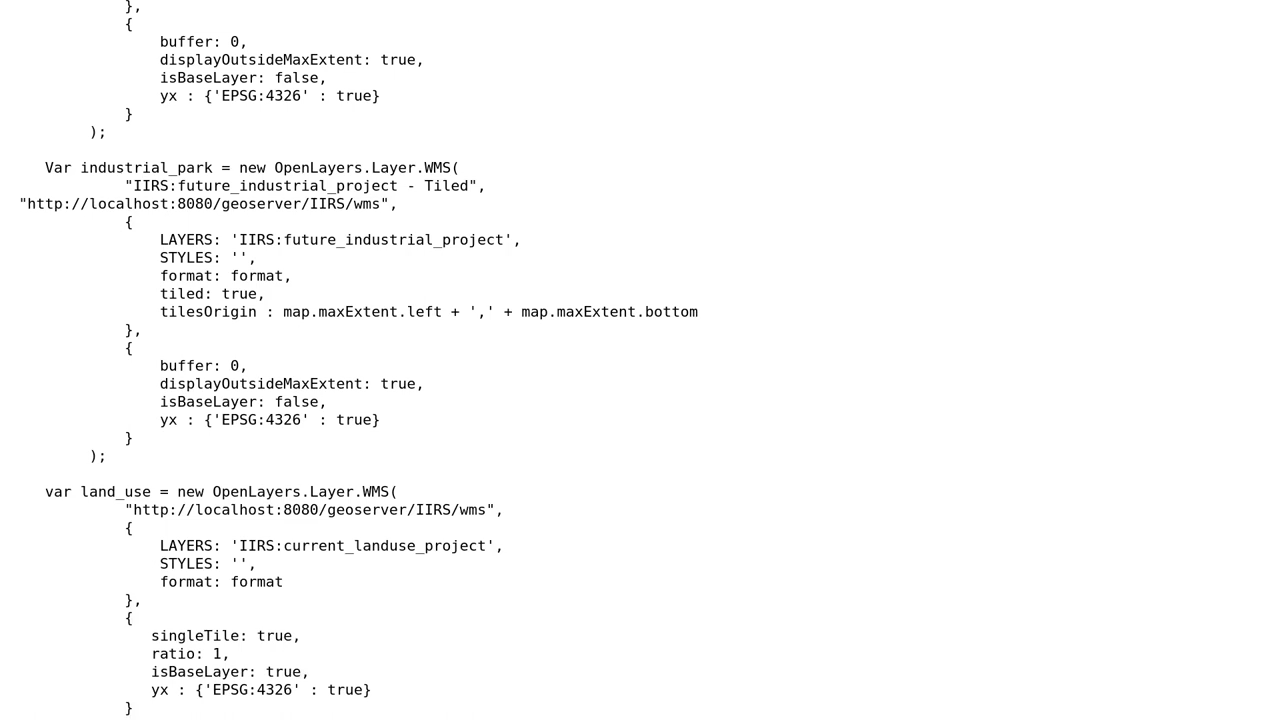 },
{
buffer: 0,
displayOutsideMaxExtent: true,
isBaseLayer: false,
yx : {'EPSG:4326' : true}
}
);
Var industrial_park = new OpenLayers.Layer.WMS(
"IIRS:future_industrial_project - Tiled",
"http://localhost:8080/geoserver/IIRS/wms",
{
LAYERS: 'IIRS:future_industrial_project',
STYLES: '',
format: format,
tiled: true,
tilesOrigin : map.maxExtent.left + ',' + map.maxExtent.bottom
},
{
buffer: 0,
displayOutsideMaxExtent: true,
isBaseLayer: false,
yx : {'EPSG:4326' : true}
}
);
var land_use = new OpenLayers.Layer.WMS(
"http://localhost:8080/geoserver/IIRS/wms",
{
LAYERS: 'IIRS:current_landuse_project',
STYLES: '',
format: format
},
{
singleTile: true,
ratio: 1,
isBaseLayer: true,
yx : {'EPSG:4326' : true}
}